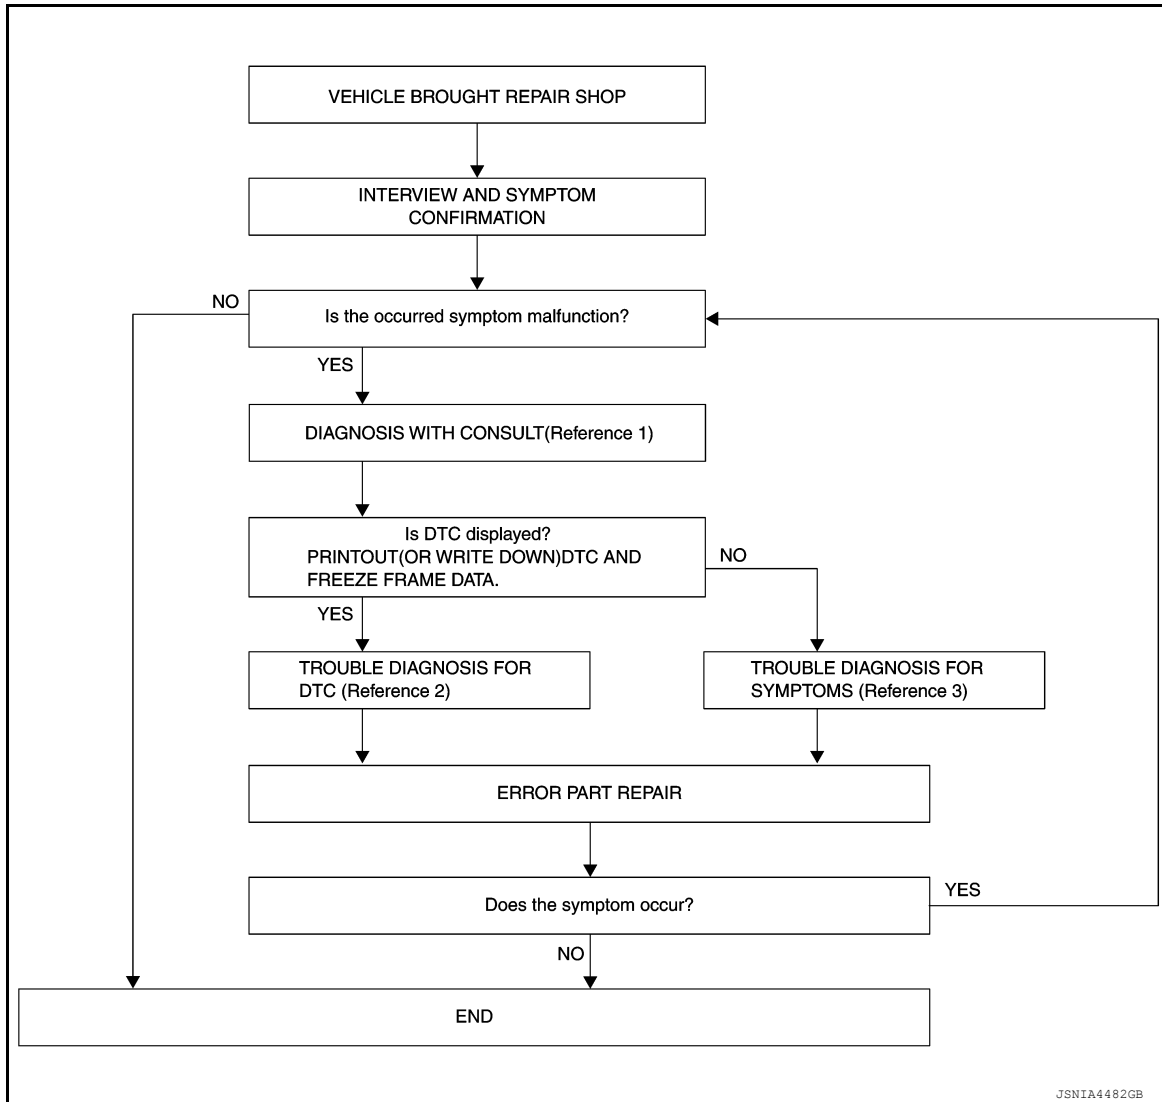 VEHICLE BROUGHT REPAIR SHOP
INTERVIEW AND SYMPTOM
CONFIRMATION
NO
Is the occurred symptom malfunction?
YES
DIAGNOSIS WITH CONSULT(Reference 1)
Is DTC displayed?
PRINTOUT(OR WRITE DOWN)DTC AND
FREEZE FRAME DATA.
NO
YES
TROUBLE DIAGNOSIS FOR
DTC (Reference 2)
TROUBLE DIAGNOSIS FOR
SYMPTOMS (Reference 3)
ERROR PART REPAIR
Does the symptom occur?
YES
NO
END
JSNIA4482GB